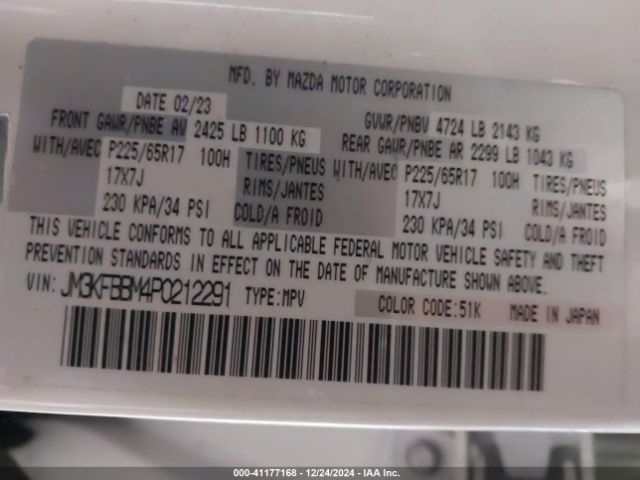 MFD. BY MAZDA MOTOR CORPORATION
DATE 02/23
GVWR/PNBV 4724 LB 2143 KG
FRONT GAWR/PNBE AV 2425 LB 1100 KG
REAR GAWR/PNBE AR 2299 LB 1043 KG
WITH/AVEC P225/65R17 100H TIRES/PNEUS WITH/AVEC P225/65R17 100H TIRES/PNEUS
17X7J RIMS/JANTES 17X7J RIMS/JANTES
230 KPA/34 PSI COLD/A FROID 230 KPA/34 PSI COLD/A FROID
THIS VEHICLE CONFORMS TO ALL APPLICABLE FEDERAL MOTOR VEHICLE SAFETY AND THEFT
PREVENTION STANDARDS IN EFFECT ON THE DATE OF MANUFACTURE SHOWN ABOVE.
VIN: JM3KFBBM4P0212291 TYPE:MPV COLOR CODE:51K MADE IN JAPAN
000-41177168 - 12/24/2024 - IAA Inc.